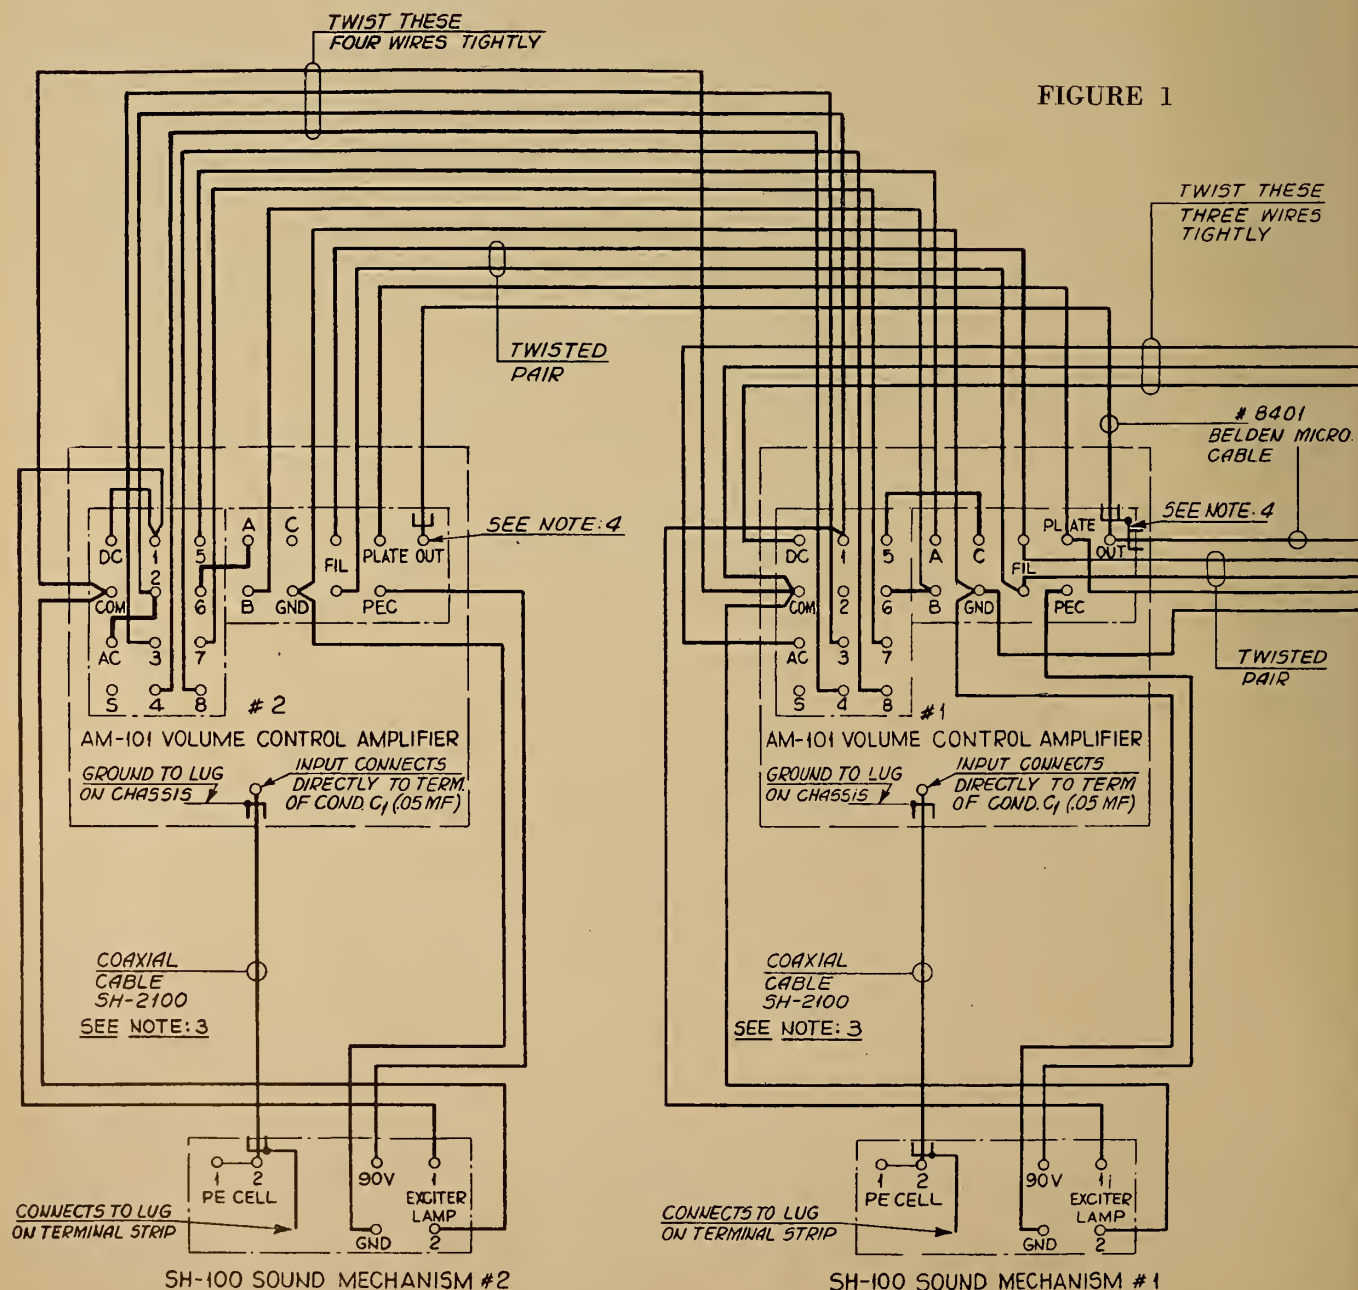 TWIST THESE
FOUR WIRES TIGHTLY
FIGURE 1
TWIST THESE
THREE WIRES
TIGHTLY
TWISTED
PAIR
# 8401
BELDEN MICRO.
CABLE
DC 1 5 A C FIL PLATE OUT
SEE NOTE: 4
COM 2 6 B GND PEC
AC 3 7
S 4 8
#2
AM-101 VOLUME CONTROL AMPLIFIER
GROUND TO LUG
ON CHASSIS
INPUT CONNECTS
DIRECTLY TO TERM.
OF COND. C1 (.05 MF)
DC 1 5 A C FIL PLATE OUT
SEE NOTE. 4
COM 2 6 B GND PEC
AC 3 7
S 4 8
#1
TWISTED
PAIR
AM-101 VOLUME CONTROL AMPLIFIER
GROUND TO LUG
ON CHASSIS
INPUT CONNECTS
DIRECTLY TO TERM
OF COND. C1 (.05 MF)
COAXIAL
CABLE
SH-2100
SEE NOTE: 3
COAXIAL
CABLE
SH-2100
SEE NOTE: 3
1 2
PE CELL
90V
1
EXCITER
LAMP
2
GND
CONNECTS TO LUG
ON TERMINAL STRIP
SH-100 SOUND MECHANISM #2
1 2
PE CELL
90V
1
EXCITER
LAMP
2
GND
CONNECTS TO LUG
ON TERMINAL STRIP
SH-100 SOUND MECHANISM #1